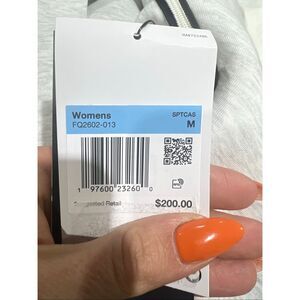 Womens SPTCAS
FQ2602-013 M
1 97600 23260 0
Suggested Retail $200.00